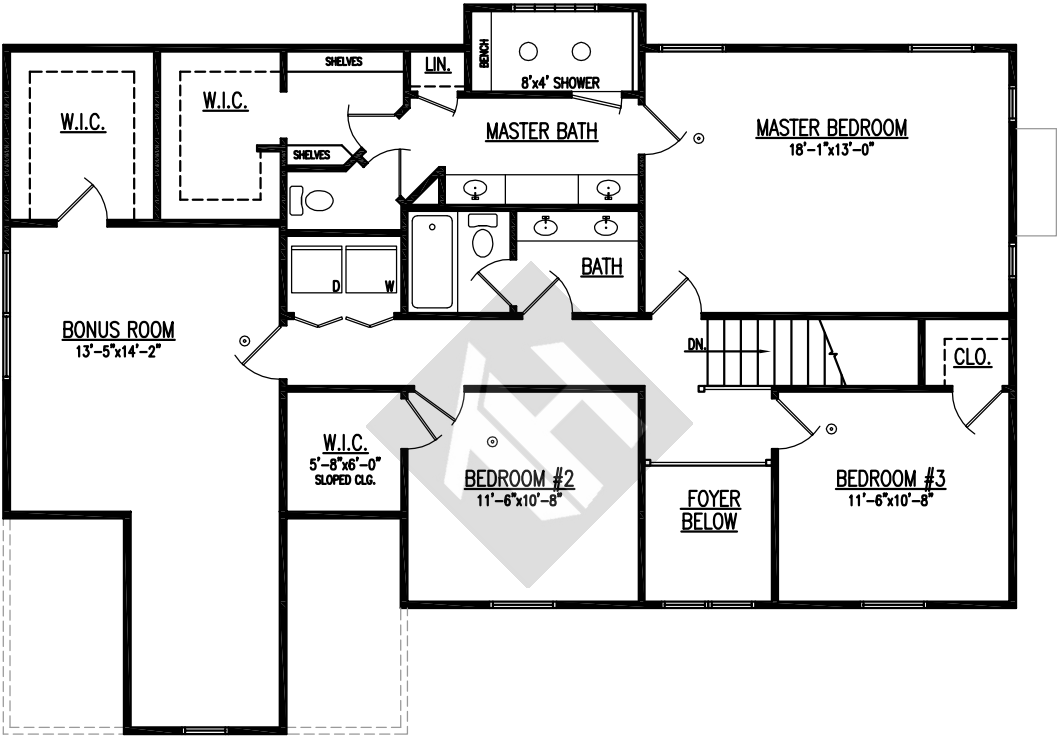 BENCH
8'x4' SHOWER
SHELVES
LIN.
W.I.C.
W.I.C.
MASTER BATH
MASTER BEDROOM
18'-1"x13'-0"
SHELVES
BATH
D
W
BONUS ROOM
13'-5"x14'-2"
DN.
CLO.
W.I.C.
5'-8"x6'-0"
SLOPED CLG.
BEDROOM #2
11'-6"x10'-8"
FOYER
BELOW
BEDROOM #3
11'-6"x10'-8"